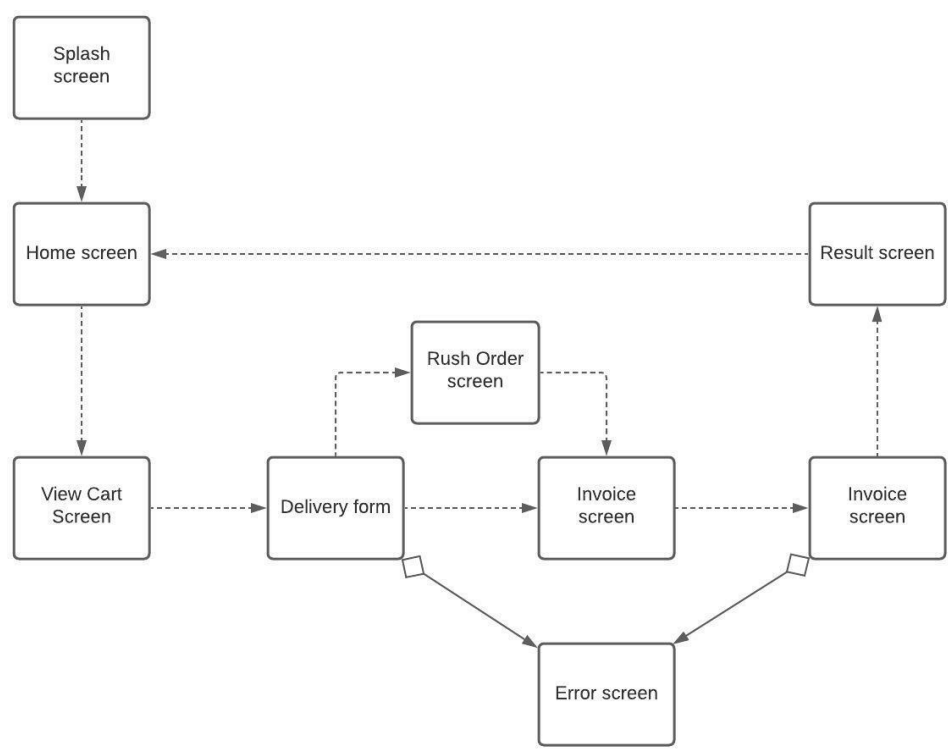 Splash
screen
Home screen
Result screen
Rush Order
screen
View Cart
Screen
Delivery form
Invoice
screen
Invoice
screen
Error screen